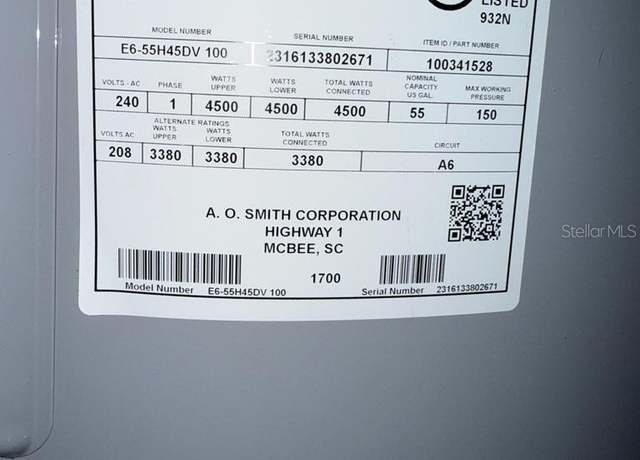 LISTED
932N
MODEL NUMBER SERIAL NUMBER ITEM ID / PART NUMBER
E6-55H45DV 100 2316133802671 100341528
VOLTS - AC PHASE WATTS UPPER WATTS LOWER TOTAL WATTS CONNECTED NOMINAL CAPACITY US GAL. MAX WORKING PRESSURE
240 1 4500 4500 4500 55 150
ALTERNATE RATINGS
VOLTS AC WATTS UPPER WATTS LOWER TOTAL WATTS CONNECTED CIRCUIT
208 3380 3380 3380 A6
A. O. SMITH CORPORATION
HIGHWAY 1
MCBEE, SC
1700
Model Number E6-55H45DV 100 Serial Number 2316133802671
StellarMLS